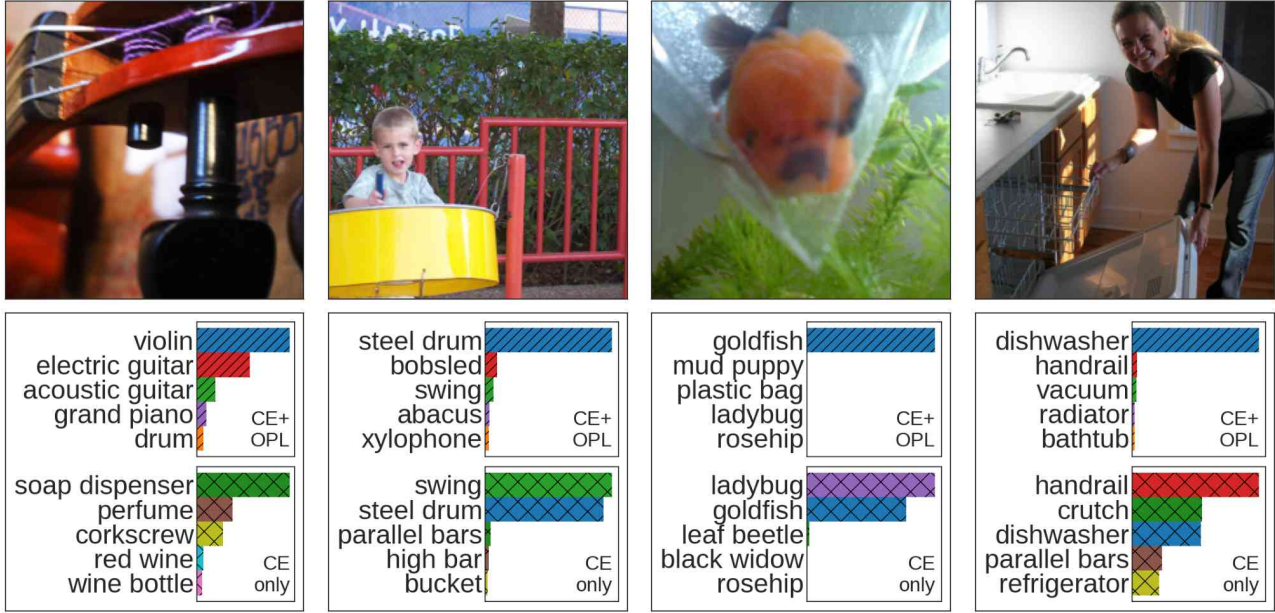 violin
electric guitar
acoustic guitar
grand piano
drum
CE+
OPL
soap dispenser
perfume
corkscrew
red wine
wine bottle
CE
only
steel drum
bobsled
swing
abacus
xylophone
CE+
OPL
swing
steel drum
parallel bars
high bar
bucket
CE
only
goldfish
mud puppy
plastic bag
ladybug
rosehip
CE+
OPL
ladybug
goldfish
leaf beetle
black widow
rosehip
CE
only
dishwasher
handrail
vacuum
radiator
bathtub
CE+
OPL
handrail
crutch
dishwasher
parallel bars
refrigerator
CE
only